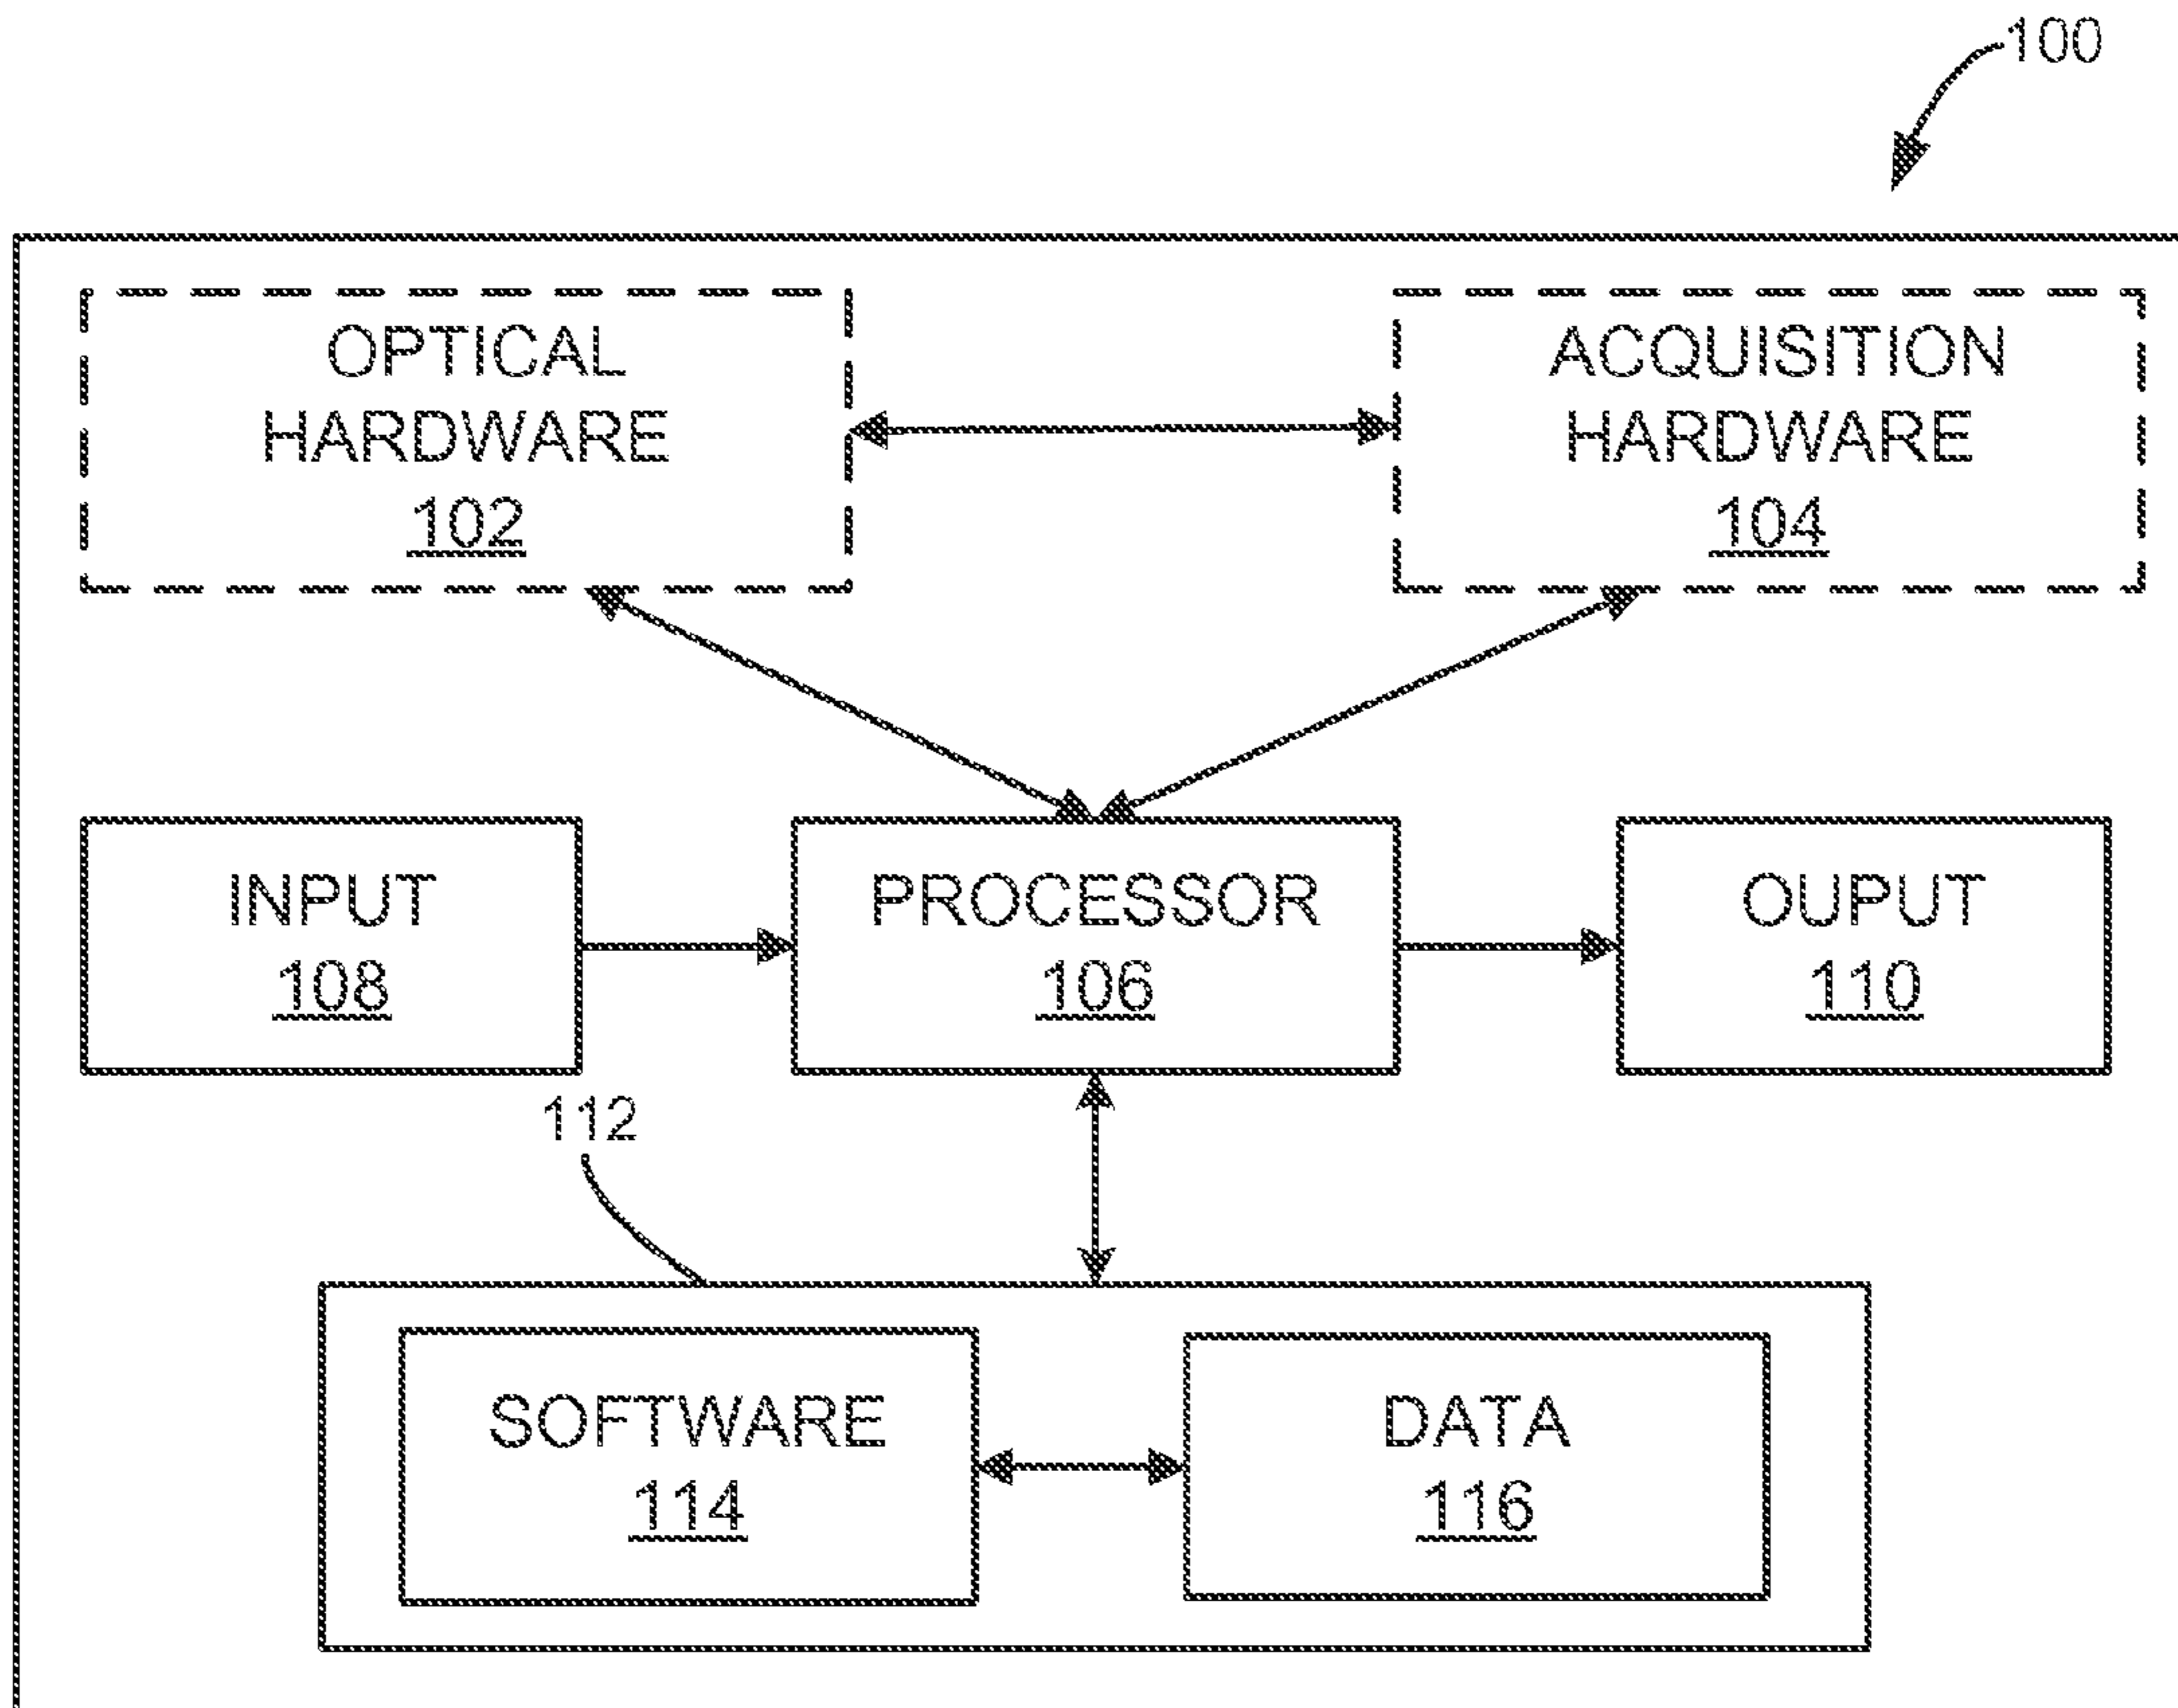 100
OPTICAL
HARDWARE
102
ACQUISITION
HARDWARE
104
INPUT
108
PROCESSOR
106
OUPUT
110
112
SOFTWARE
114
DATA
116